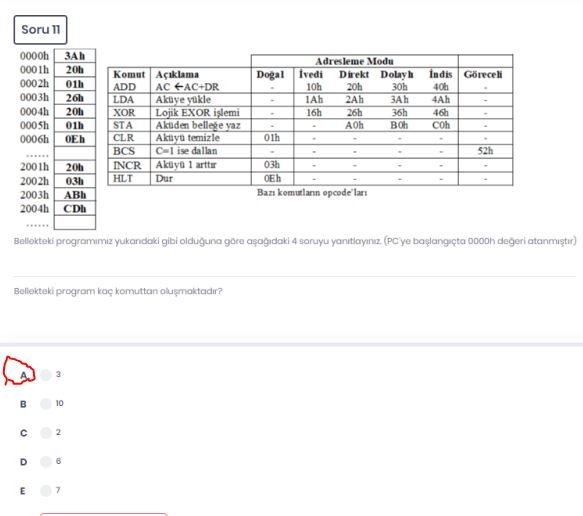 Soru 11
0000h 3Ah
0001h 20h
0002h 01h
0003h 26h
0004h 20h
0005h 01h
0006h 0Eh
......
2001h 20h
2002h 03h
2003h ABh
2004h CDh
......
Adresleme Modu
Komut Açıklama Doğal İvedi Direkt Dolaylı İndis Göreceli
ADD AC ←AC+DR - 10h 20h 30h 40h -
LDA Aküye yükle - 1Ah 2Ah 3Ah 4Ah -
XOR Lojik EXOR işlemi - 16h 26h 36h 46h -
STA Aküden belleğe yaz - - A0h B0h C0h -
CLR Aküyü temizle 01h - - - - -
BCS C=1 ise dallan - - - - - 52h
INCR Aküyü 1 arttır 03h - - - - -
HLT Dur 0Eh - - - - -
Bazı komutların opcode'ları
Bellekteki programımız yukarıdaki gibi olduğuna göre aşağıdaki 4 soruyu yanıtlayınız. (PC'ye başlangıçta 0000h değeri atanmıştır)
Bellekteki program kaç komuttan oluşmaktadır?
A 3
B 10
C 2
D 6
E 7